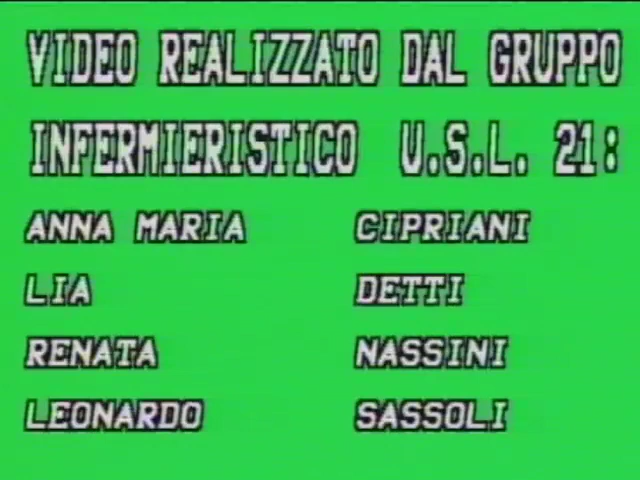 VIDEO REALIZZATO DAL GRUPPO
INFERMIERISTICO U.S.L. 21:
ANNA MARIA CIPRIANI
LIA DETTI
RENATA NASSINI
LEONARDO SASSOLI